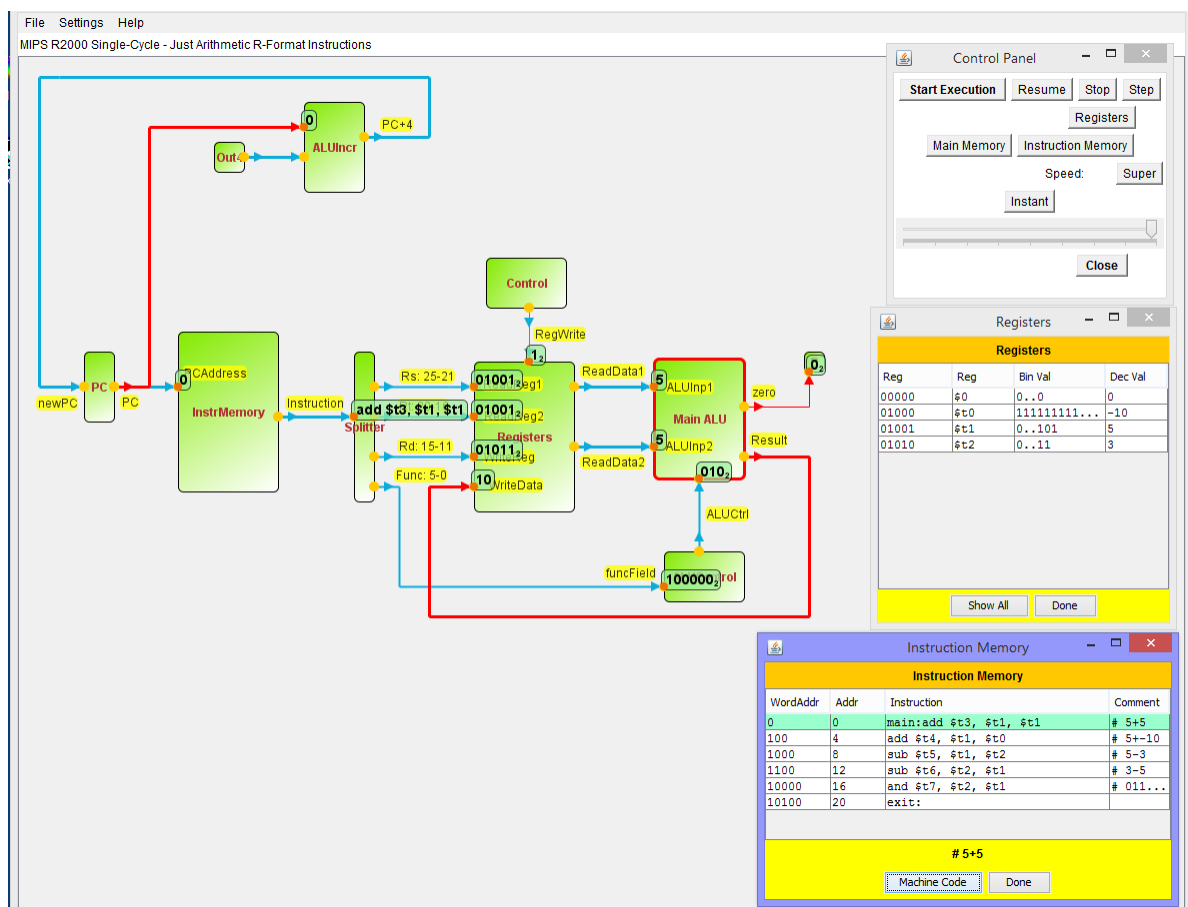 File Settings Help
MIPS R2000 Single-Cycle - Just Arithmetic R-Format Instructions
Control Panel
Start Execution Resume Stop Step
Registers
Main Memory Instruction Memory
Speed: Super
Instant
Close
0
PC+4
ALUIncr
Out4
Control
RegWrite
1₂
PCAddress
0
PC
newPC PC
InstrMemory
Instruction
Rs: 25-21
01001₂
add $t3, $t1, $t1
01001₂
Splitter
Registers
Rd: 15-11
01011₂
Func: 5-0
10
WriteData
ReadData1
5
ALUInp1
Main ALU
5
ALUInp2
ReadData2
010₂
zero
0₂
Result
ALUCtrl
funcField
100000₂
Registers
Registers
Reg Reg Bin Val Dec Val
00000 $0 0..0 0
01000 $t0 111111111... -10
01001 $t1 0..101 5
01010 $t2 0..11 3
Show All Done
Instruction Memory
Instruction Memory
WordAddr Addr Instruction Comment
0 0 main:add $t3, $t1, $t1 # 5+5
100 4 add $t4, $t1, $t0 # 5+-10
1000 8 sub $t5, $t1, $t2 # 5-3
1100 12 sub $t6, $t2, $t1 # 3-5
10000 16 and $t7, $t2, $t1 # 011...
10100 20 exit:
# 5+5
Machine Code Done